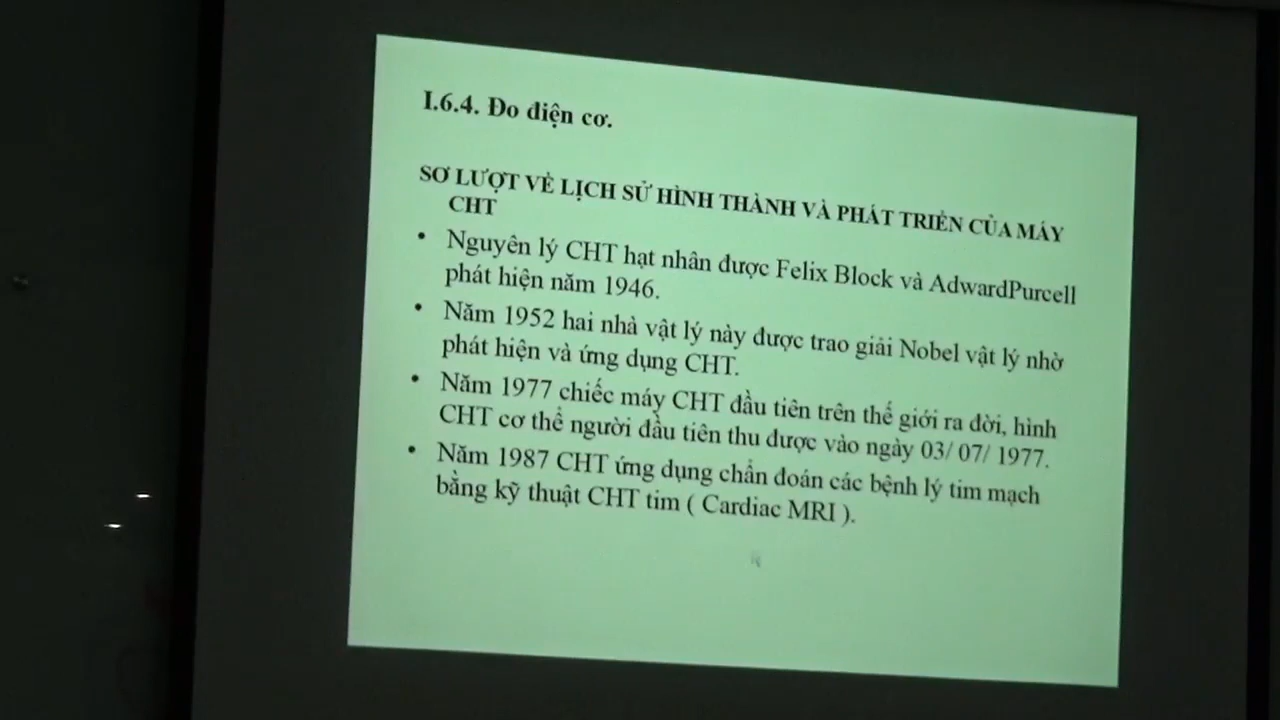 I.6.4. Đo điện cơ.
SƠ LƯỢT VỀ LỊCH SỬ HÌNH THÀNH VÀ PHÁT TRIỂN CỦA MÁY
CHT
• Nguyên lý CHT hạt nhân được Felix Block và AdwardPurcell
phát hiện năm 1946.
• Năm 1952 hai nhà vật lý này được trao giải Nobel vật lý nhờ
phát hiện và ứng dụng CHT.
• Năm 1977 chiếc máy CHT đầu tiên trên thế giới ra đời, hình
CHT cơ thể người đầu tiên thu được vào ngày 03/ 07/ 1977.
• Năm 1987 CHT ứng dụng chẩn đoán các bệnh lý tim mạch
bằng kỹ thuật CHT tim ( Cardiac MRI ).